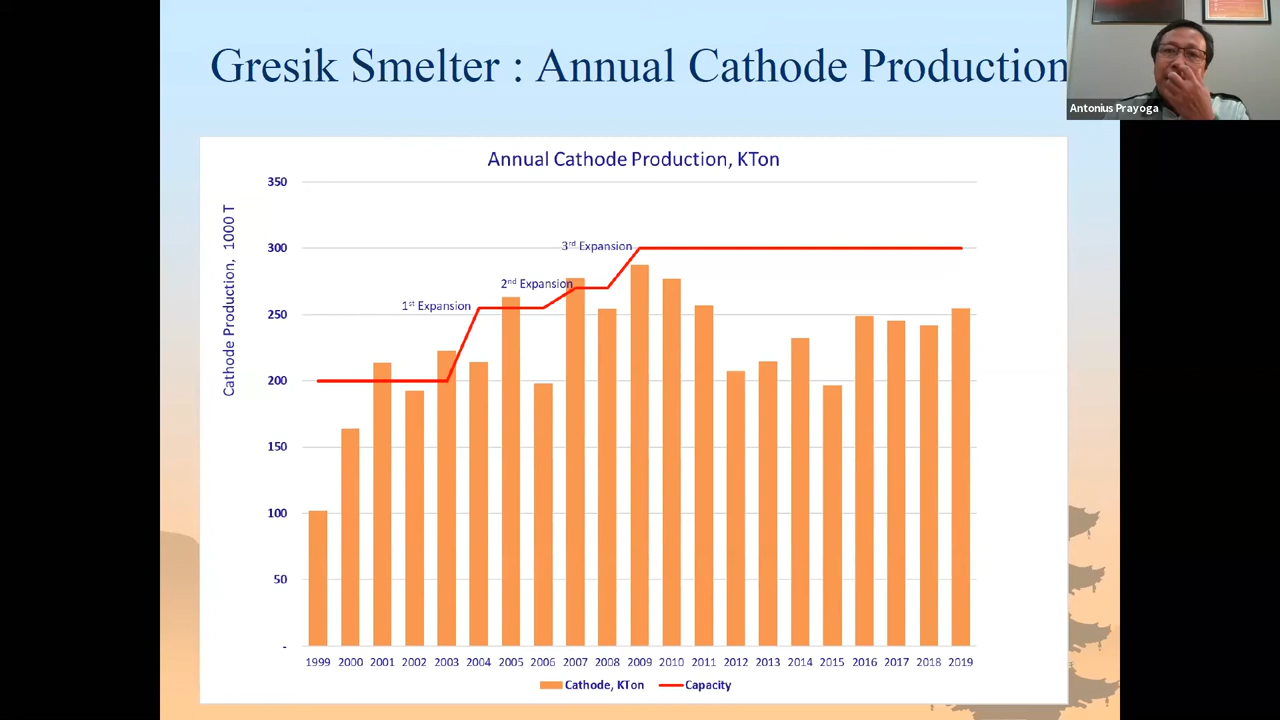 Gresik Smelter : Annual Cathode Production
Antonius Prayoga
Annual Cathode Production, KTon
Cathode Production, 1000 T
350
300
250
200
150
100
50
-
1st Expansion
2nd Expansion
3rd Expansion
1999 2000 2001 2002 2003 2004 2005 2006 2007 2008 2009 2010 2011 2012 2013 2014 2015 2016 2017 2018 2019
Cathode, KTon Capacity